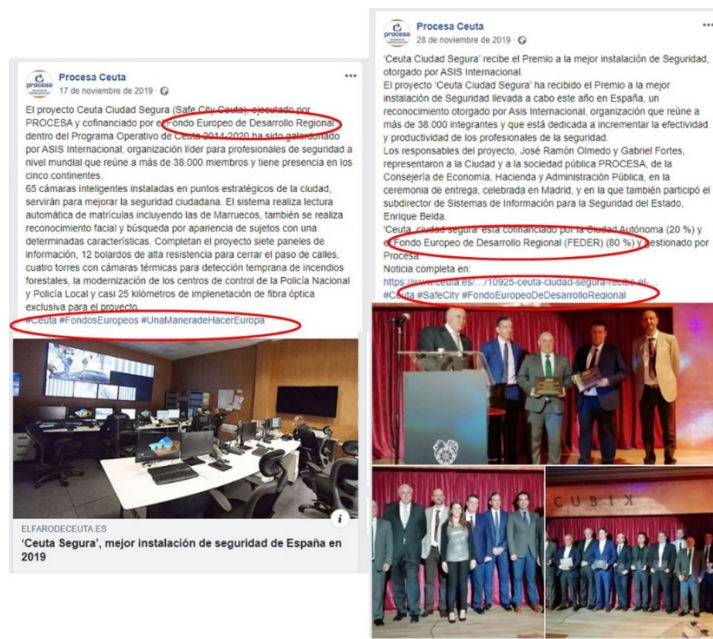 procesa
Procesa Ceuta
17 de noviembre de 2019 ·
El proyecto Ceuta Ciudad Segura (Safe City Ceuta), ejecutado por
PROCESA y cofinanciado por el Fondo Europeo de Desarrollo Regional
dentro del Programa Operativo de Ceuta 2014-2020 ha sido galardonado
por ASIS Internacional, organización líder para profesionales de seguridad a
nivel mundial que reúne a más de 38.000 miembros y tiene presencia en los
cinco continentes.
65 cámaras inteligentes instaladas en puntos estratégicos de la ciudad,
servirán para mejorar la seguridad ciudadana. El sistema realiza lectura
automática de matrículas incluyendo las de Marruecos, también se realiza
reconocimiento facial y búsqueda por apariencia de sujetos con una
determinadas características. Completan el proyecto siete paneles de
información, 12 bolardos de alta resistencia para cerrar el paso de calles,
cuatro torres con cámaras térmicas para detección temprana de incendios
forestales, la modernización de los centros de control de la Policía Nacional
y Policía Local y casi 25 kilómetros de implenetación de fibra óptica
exclusiva para el proyecto.
#Ceuta #FondosEuropeos #UnaManeradeHacerEuropa
ELFARODECEUTA.ES
'Ceuta Segura', mejor instalación de seguridad de España en
2019
procesa
Procesa Ceuta
28 de noviembre de 2019 ·
'Ceuta Ciudad Segura' recibe el Premio a la mejor instalación de Seguridad,
otorgado por ASIS Internacional.
El proyecto 'Ceuta Ciudad Segura' ha recibido el Premio a la mejor
instalación de Seguridad llevada a cabo este año en España, un
reconocimiento otorgado por Asis Internacional, organización que reúne a
más de 38.000 integrantes y que está dedicada a incrementar la efectividad
y productividad de los profesionales de la seguridad.
Los responsables del proyecto, José Ramón Olmedo y Gabriel Fortes,
representaron a la Ciudad y a la sociedad pública PROCESA, de la
Consejería de Economía, Hacienda y Administración Pública, en la
ceremonia de entrega, celebrada en Madrid, y en la que también participó el
subdirector de Sistemas de Información para la Seguridad del Estado,
Enrique Belda.
'Ceuta, ciudad segura' está cofinanciado por la Ciudad Autónoma (20 %) y
el Fondo Europeo de Desarrollo Regional (FEDER) (80 %) y gestionado por
Procesa.
Noticia completa en:
https://www.ceuta.es/…/10925-ceuta-ciudad-segura-recibe-el-
#Ceuta #SafeCity #FondoEuropeoDeDesarrolloRegional
CUBIK